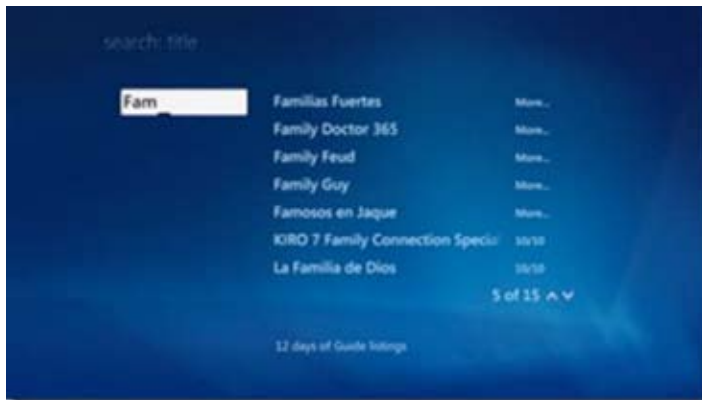 search: title
Fam_
Familias Fuertes More...
Family Doctor 365 More...
Family Feud More...
Family Guy More...
Famosos en Jaque More...
KIRO 7 Family Connection Special 10/10
La Familia de Dios 10/10
5 of 15
12 days of Guide listings